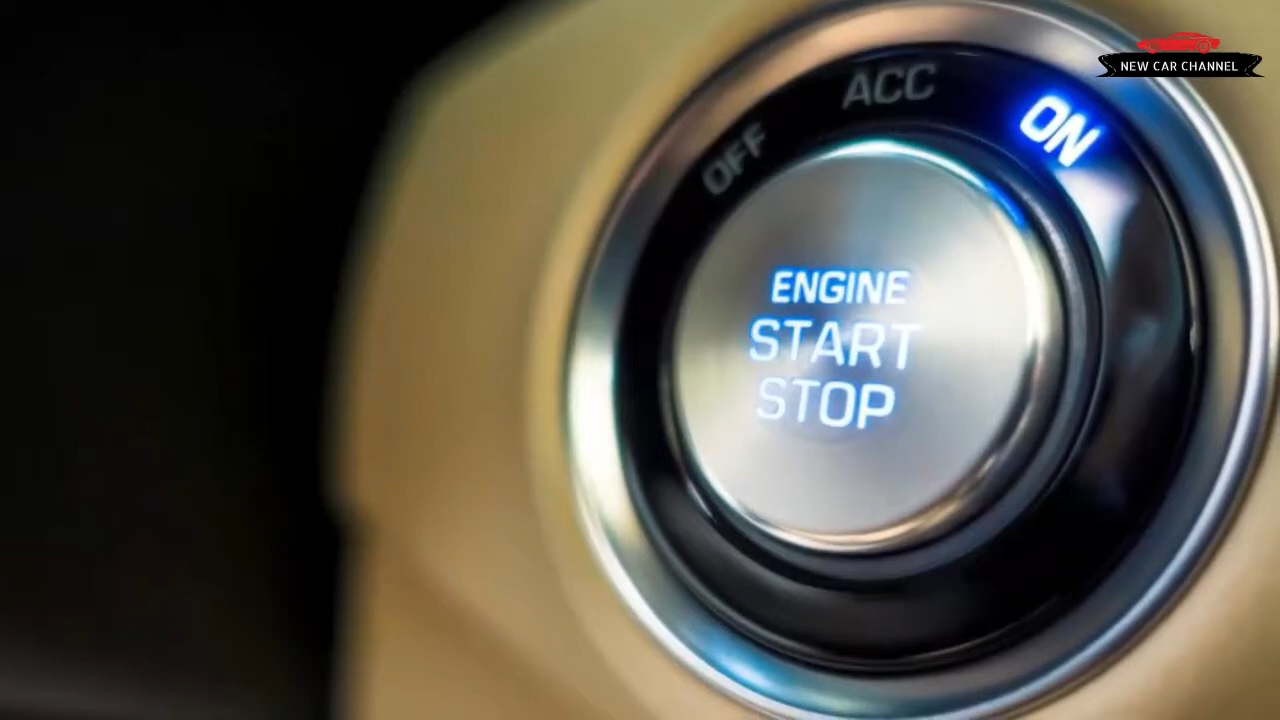 NEW CAR CHANNEL
OFF
ACC
ON
ENGINE
START
STOP